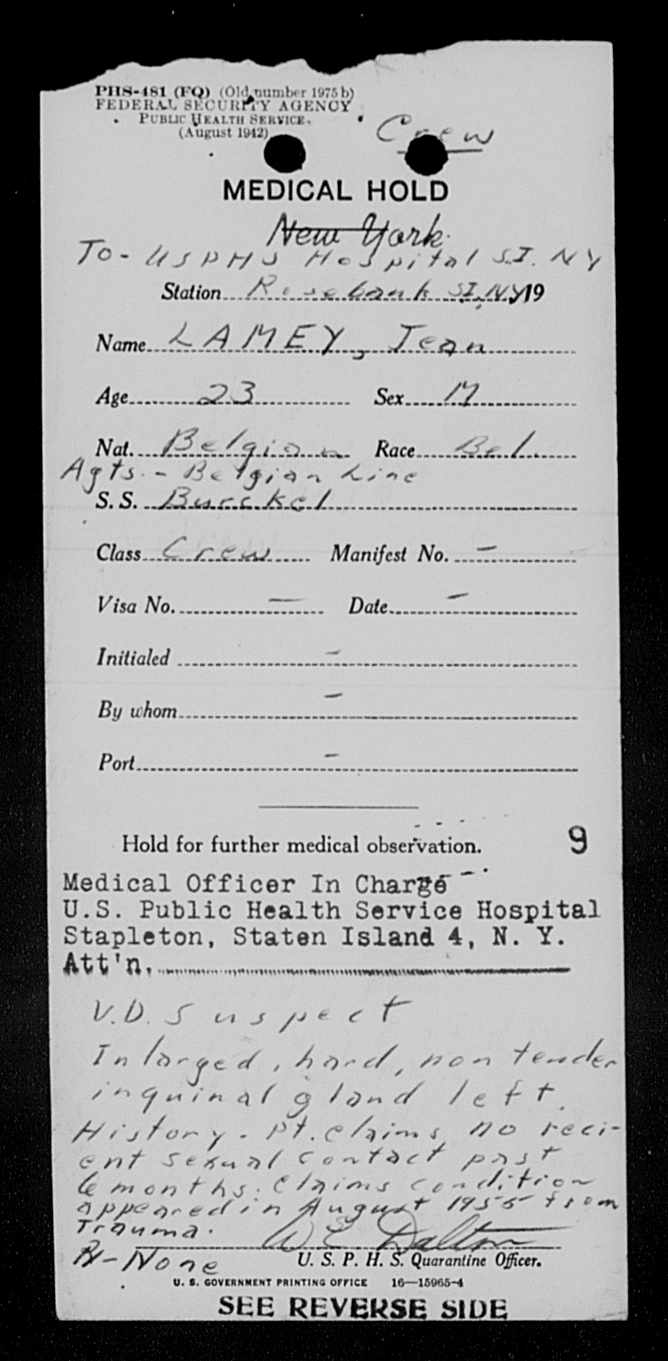 PHS-481 (FQ) (Old number 1975 b)
FEDERAL SECURITY AGENCY
PUBLIC HEALTH SERVICE
(August 1942)
Crew
MEDICAL HOLD
New York
To - USPHS Hospital S.I. NY
Station Rosebank S.I. NY 19
Name LAMEY, Jean
Age 23 Sex M
Nat. Belgian Race Bel.
Agts. - Belgian Line
S. S. Burckel
Class Crew Manifest No. -
Visa No. - Date -
Initialed -
By whom -
Port -
Hold for further medical observation. 9
Medical Officer In Charge
U.S. Public Health Service Hospital
Stapleton, Staten Island 4, N. Y.
Att'n.
V.D. Suspect
Inlarged, hard, non tender
inguinal gland left.
History - Pt. claims no reci-
ent sexual contact past
6 months. Claims condition
appeared in August 1955 from
Trauma.
W E Dalton
Rx - None
U. S. P. H. S. Quarantine Officer.
U. S. GOVERNMENT PRINTING OFFICE 16—15965-4
SEE REVERSE SIDE